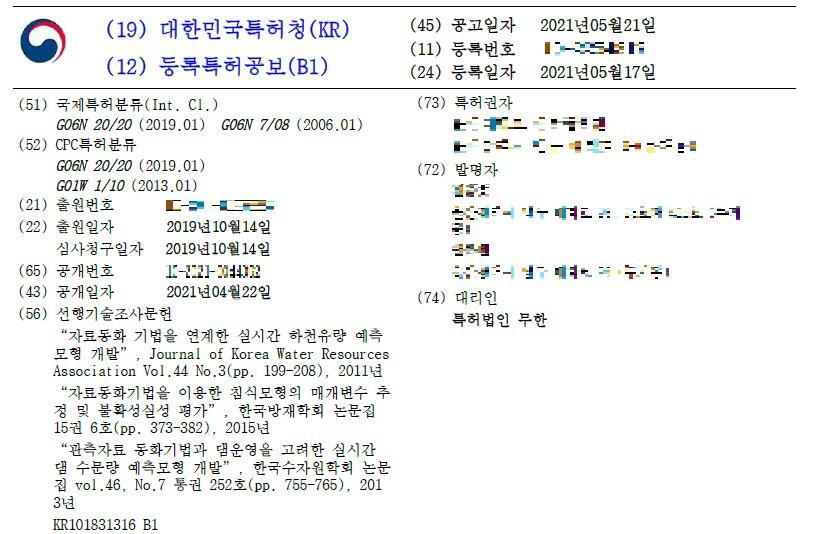 (19) 대한민국특허청(KR)
(12) 등록특허공보(B1)
(45) 공고일자 2021년05월21일
(11) 등록번호
(24) 등록일자 2021년05월17일
(51) 국제특허분류(Int. Cl.)
G06N 20/20 (2019.01) G06N 7/08 (2006.01)
(52) CPC특허분류
G06N 20/20 (2019.01)
G01W 1/10 (2013.01)
(21) 출원번호
(22) 출원일자 2019년10월14일
심사청구일자 2019년10월14일
(65) 공개번호
(43) 공개일자 2021년04월22일
(56) 선행기술조사문헌
“자료동화 기법을 연계한 실시간 하천유량 예측
모형 개발”, Journal of Korea Water Resources
Association Vol.44 No.3(pp. 199-208), 2011년
“자료동화기법을 이용한 침식모형의 매개변수 추
정 및 불확성실성 평가”, 한국방재학회 논문집
15권 6호(pp. 373-382), 2015년
“관측자료 동화기법과 댐운영을 고려한 실시간
댐 수문량 예측모형 개발”, 한국수자원학회 논문
집 vol.46, No.7 통권 252호(pp. 755-765), 201
3년
KR101831316 B1
(73) 특허권자
(72) 발명자
(74) 대리인
특허법인 무한